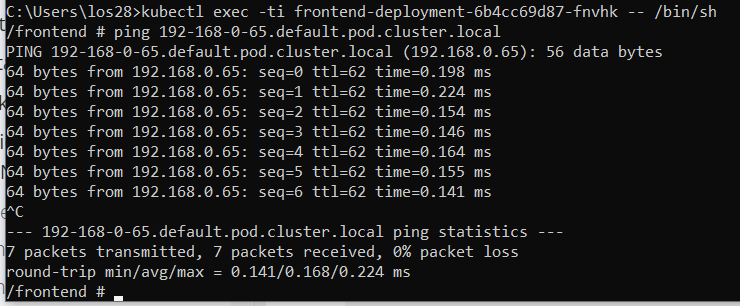 C:\Users\los28>kubectl exec -ti frontend-deployment-6b4cc69d87-fnvhk -- /bin/sh
/frontend # ping 192-168-0-65.default.pod.cluster.local
PING 192-168-0-65.default.pod.cluster.local (192.168.0.65): 56 data bytes
64 bytes from 192.168.0.65: seq=0 ttl=62 time=0.198 ms
64 bytes from 192.168.0.65: seq=1 ttl=62 time=0.224 ms
64 bytes from 192.168.0.65: seq=2 ttl=62 time=0.154 ms
64 bytes from 192.168.0.65: seq=3 ttl=62 time=0.146 ms
64 bytes from 192.168.0.65: seq=4 ttl=62 time=0.164 ms
64 bytes from 192.168.0.65: seq=5 ttl=62 time=0.155 ms
64 bytes from 192.168.0.65: seq=6 ttl=62 time=0.141 ms
^C
--- 192-168-0-65.default.pod.cluster.local ping statistics ---
7 packets transmitted, 7 packets received, 0% packet loss
round-trip min/avg/max = 0.141/0.168/0.224 ms
/frontend #